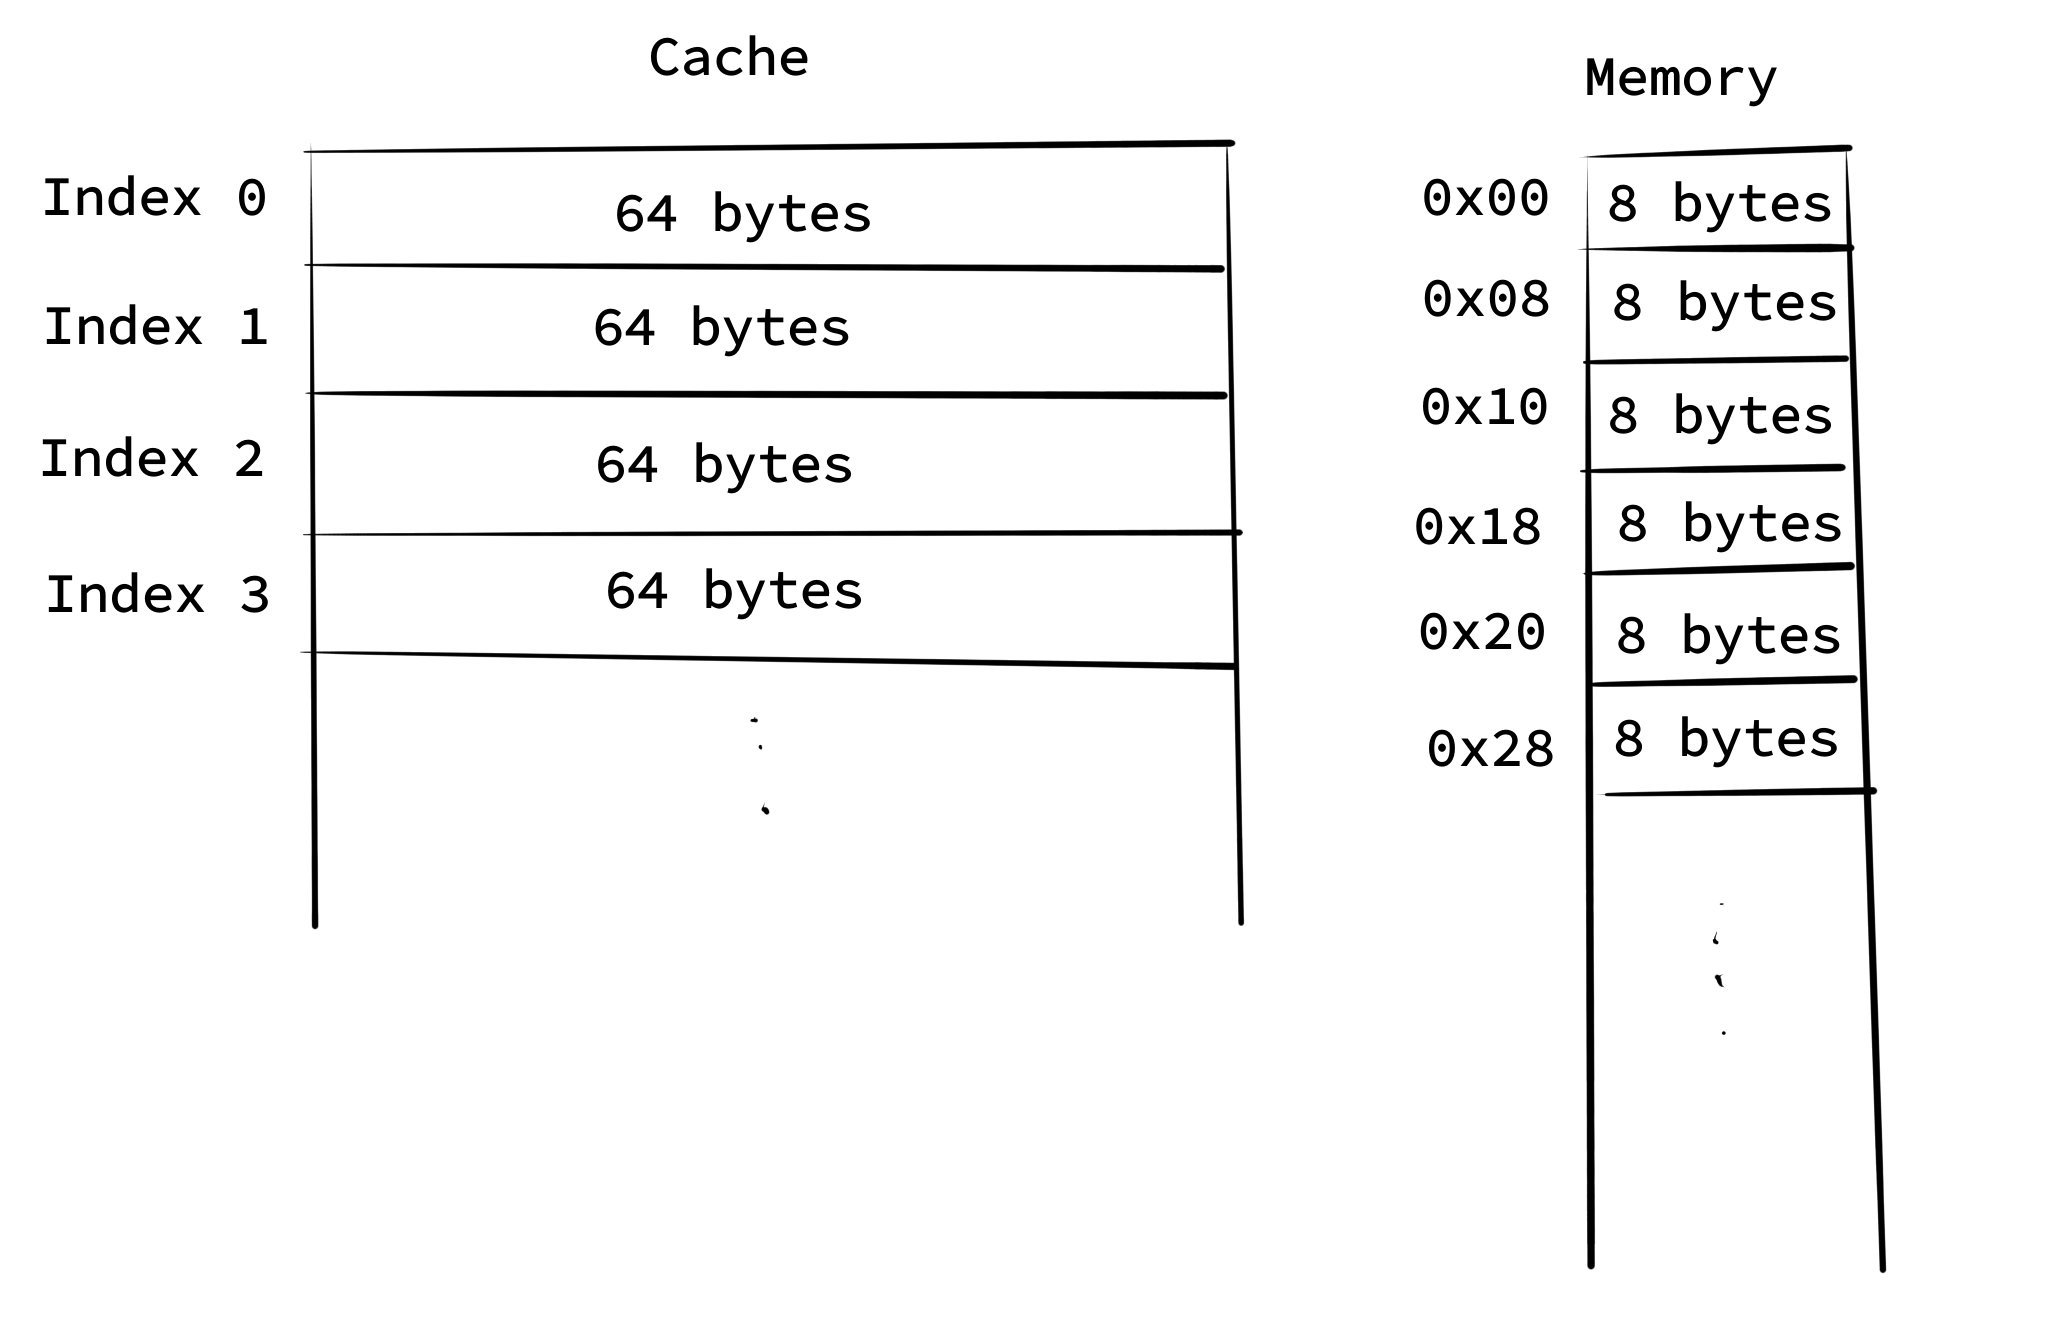 Cache
Index 0 64 bytes
Index 1 64 bytes
Index 2 64 bytes
Index 3 64 bytes
Memory
0x00 8 bytes
0x08 8 bytes
0x10 8 bytes
0x18 8 bytes
0x20 8 bytes
0x28 8 bytes